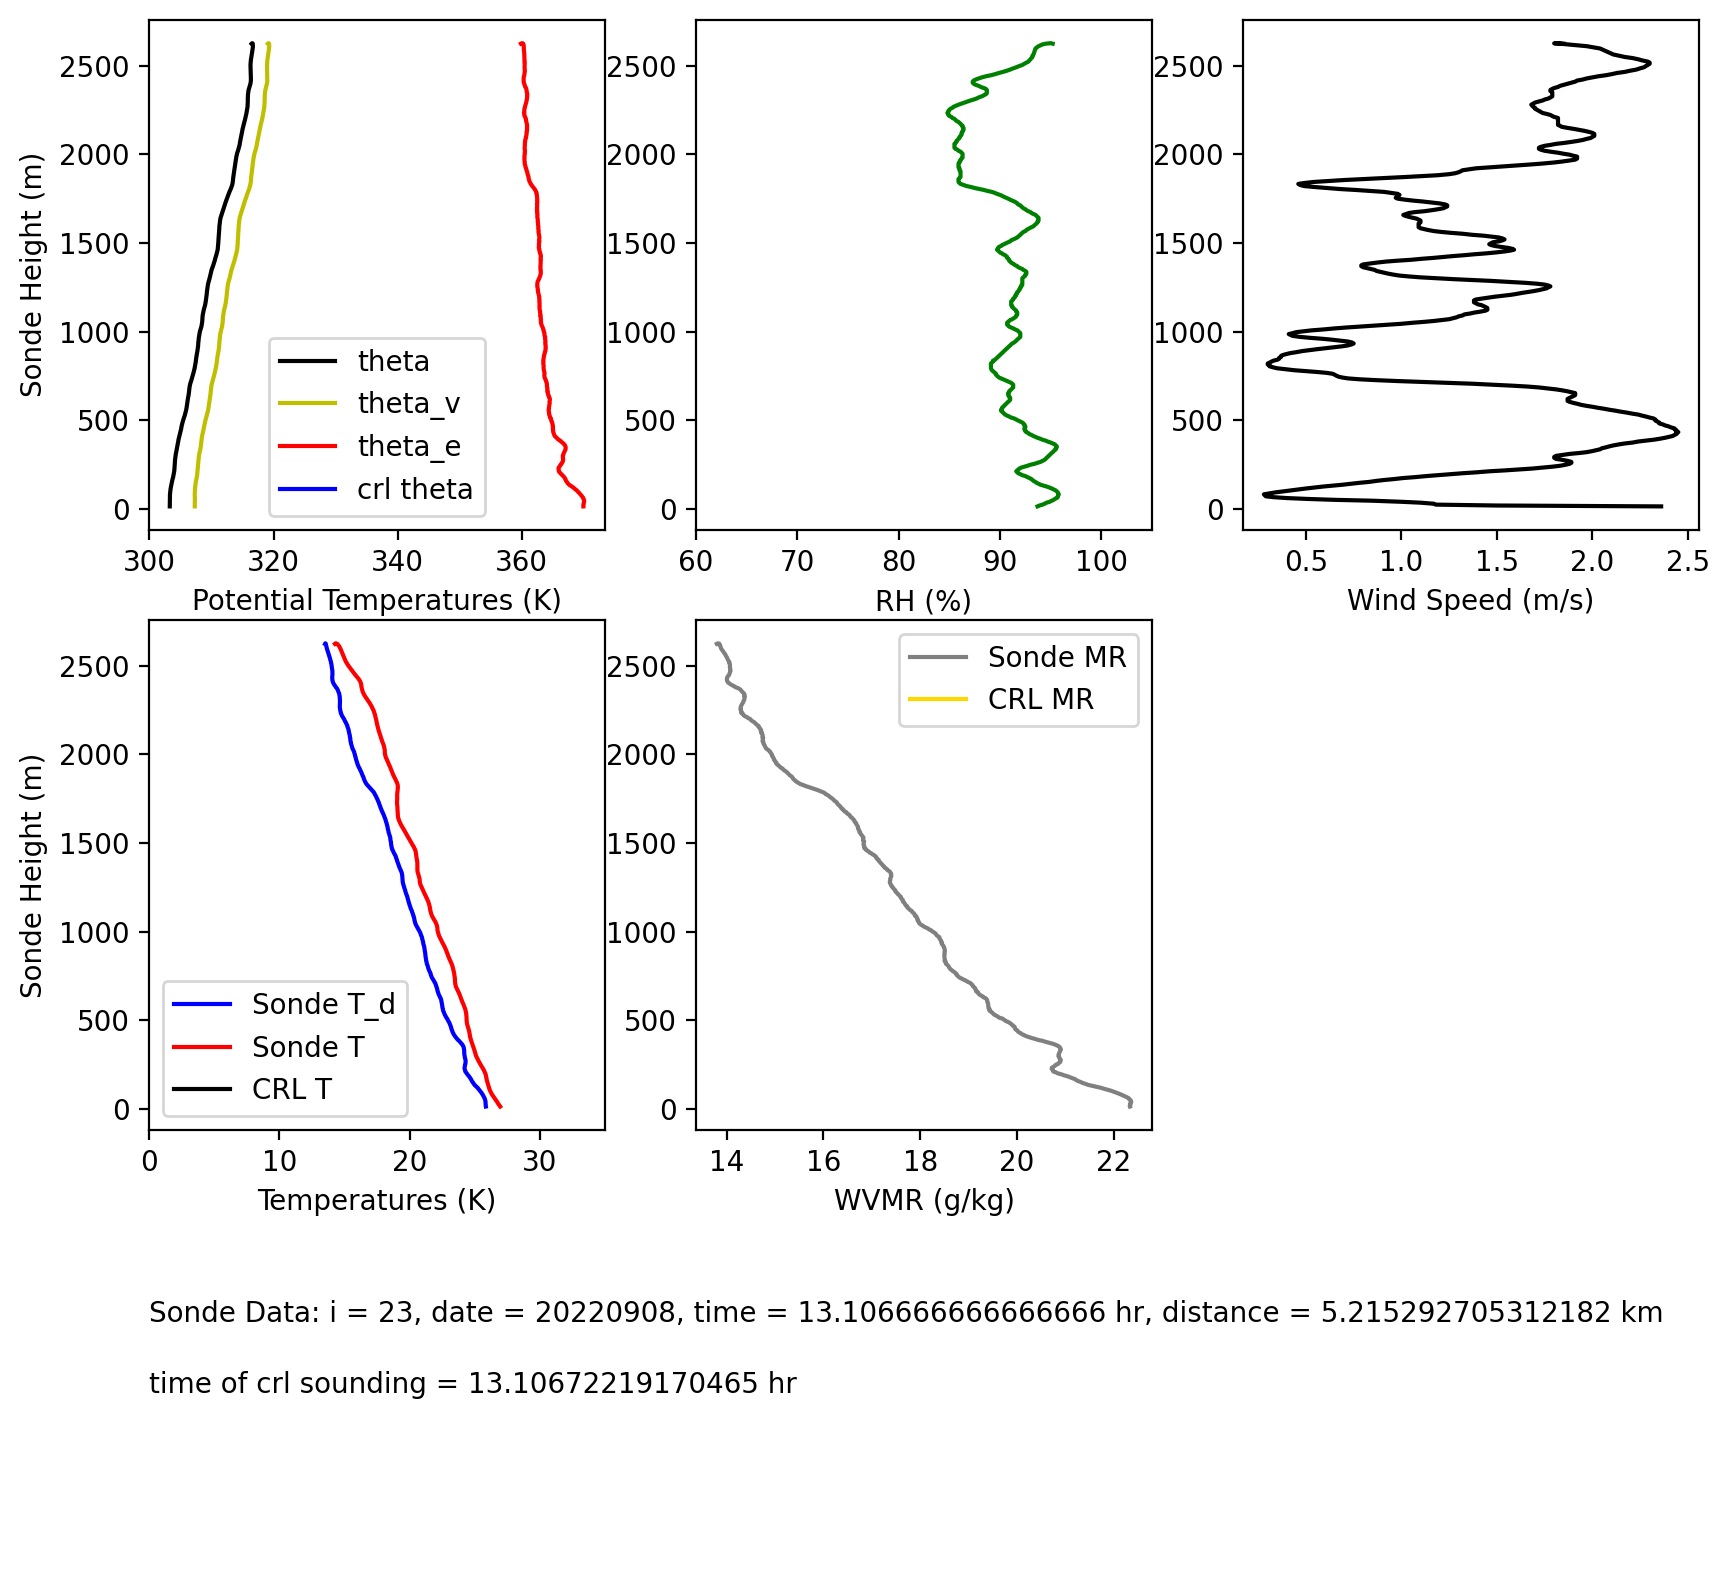 Sonde Height (m)
2500
2000
1500
1000
500
0
300 320 340 360
Potential Temperatures (K)
theta
theta_v
theta_e
crl theta
2500
2000
1500
1000
500
0
60 70 80 90 100
RH (%)
2500
2000
1500
1000
500
0
0.5 1.0 1.5 2.0 2.5
Wind Speed (m/s)
Sonde Height (m)
2500
2000
1500
1000
500
0
0 10 20 30
Temperatures (K)
Sonde T_d
Sonde T
CRL T
2500
2000
1500
1000
500
0
14 16 18 20 22
WVMR (g/kg)
Sonde MR
CRL MR
Sonde Data: i = 23, date = 20220908, time = 13.106666666666666 hr, distance = 5.215292705312182 km
time of crl sounding = 13.10672219170465 hr